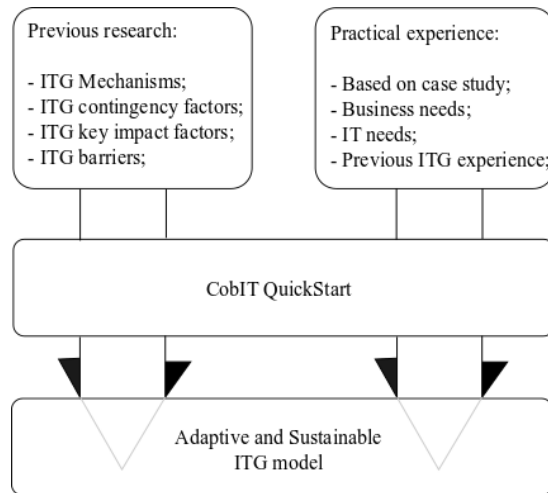 Previous research:
- ITG Mechanisms;
- ITG contingency factors;
- ITG key impact factors;
- ITG barriers;
Practical experience:
- Based on case study;
- Business needs;
- IT needs;
- Previous ITG experience;
CobIT QuickStart
Adaptive and Sustainable
ITG model